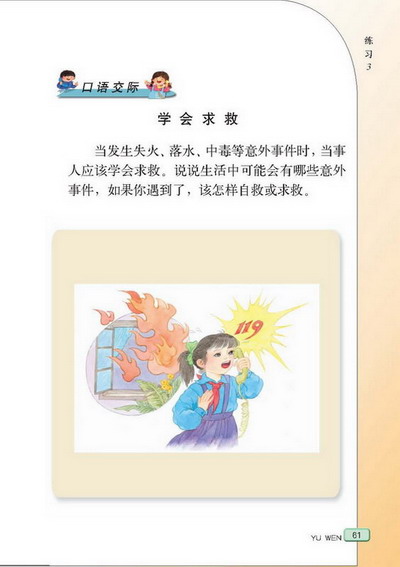 练习3
口语交际
学会求救
当发生失火、落水、中毒等意外事件时，当事
人应该学会求救。说说生活中可能会有哪些意外
事件，如果你遇到了，该怎样自救或求救。
119
YU WEN 61